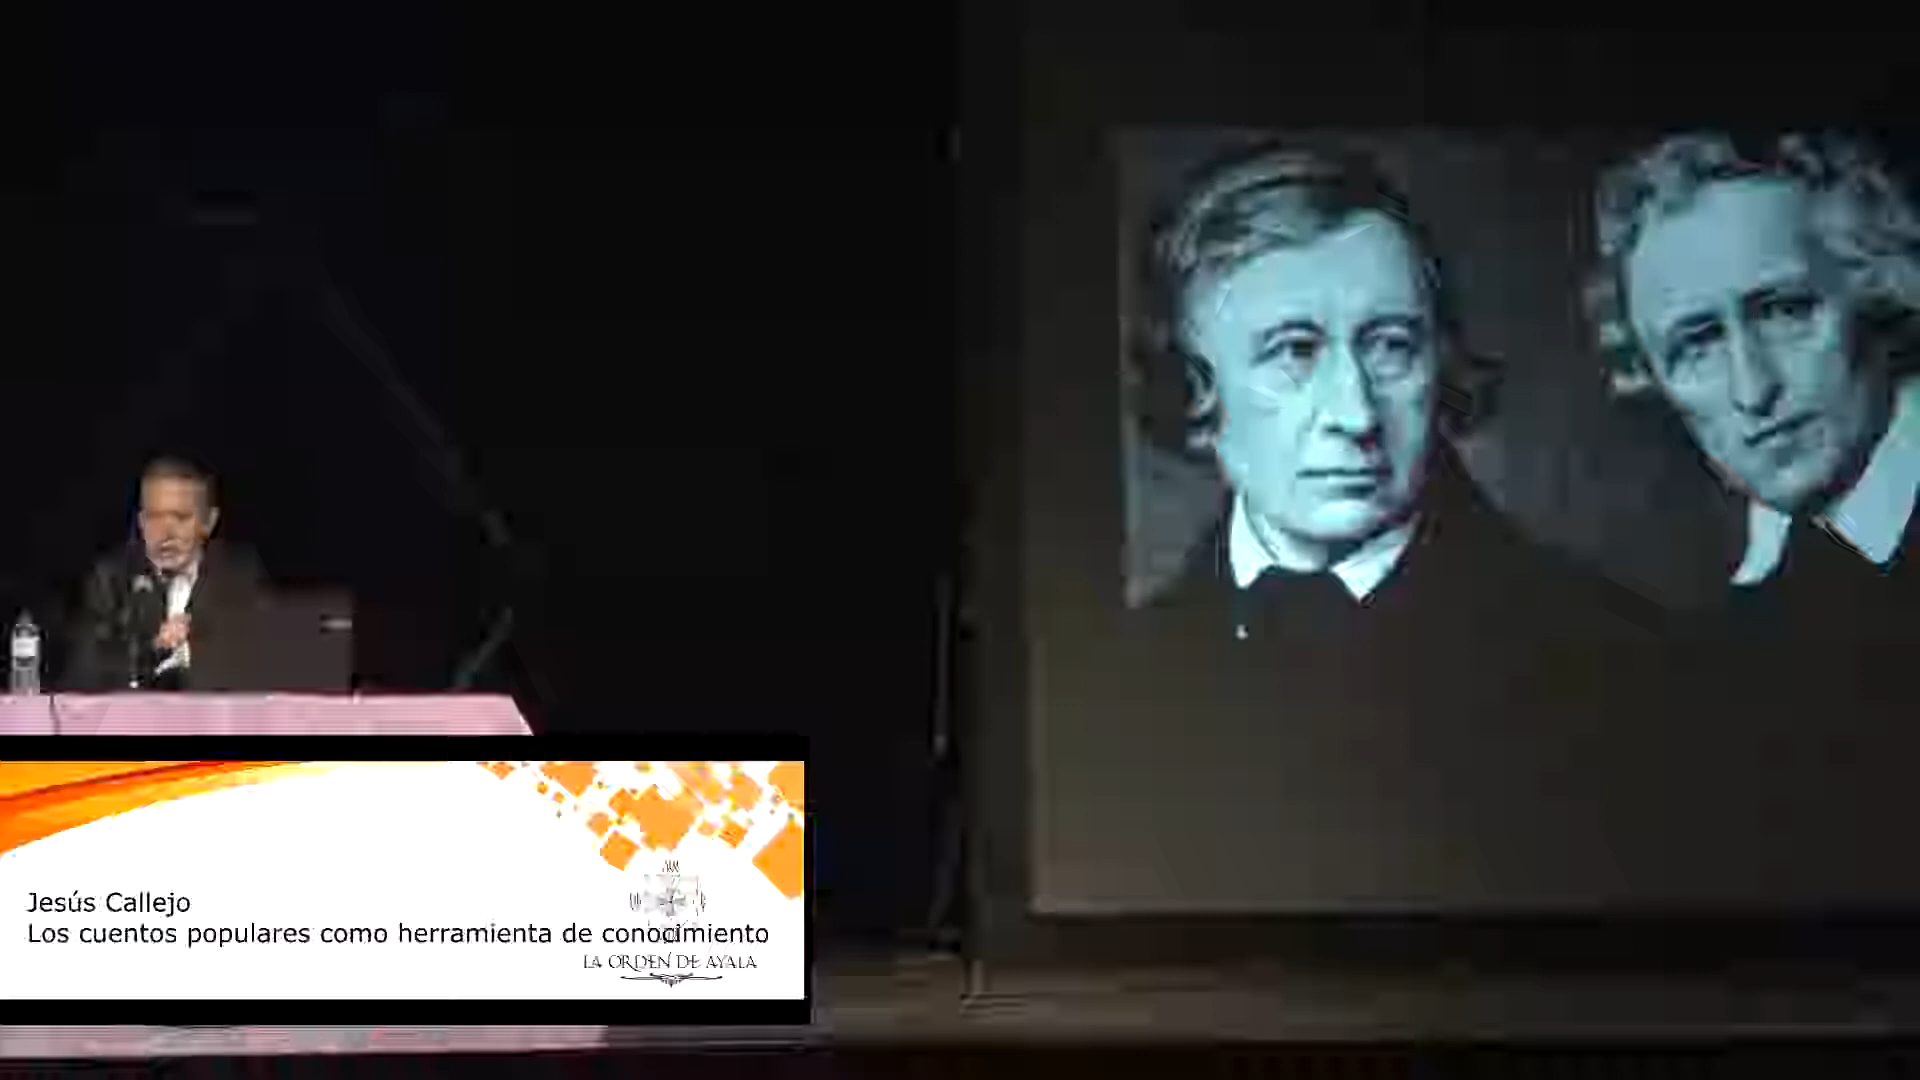 Jesús Callejo
Los cuentos populares como herramienta de conocimiento
LA ORDEN DE AYALA